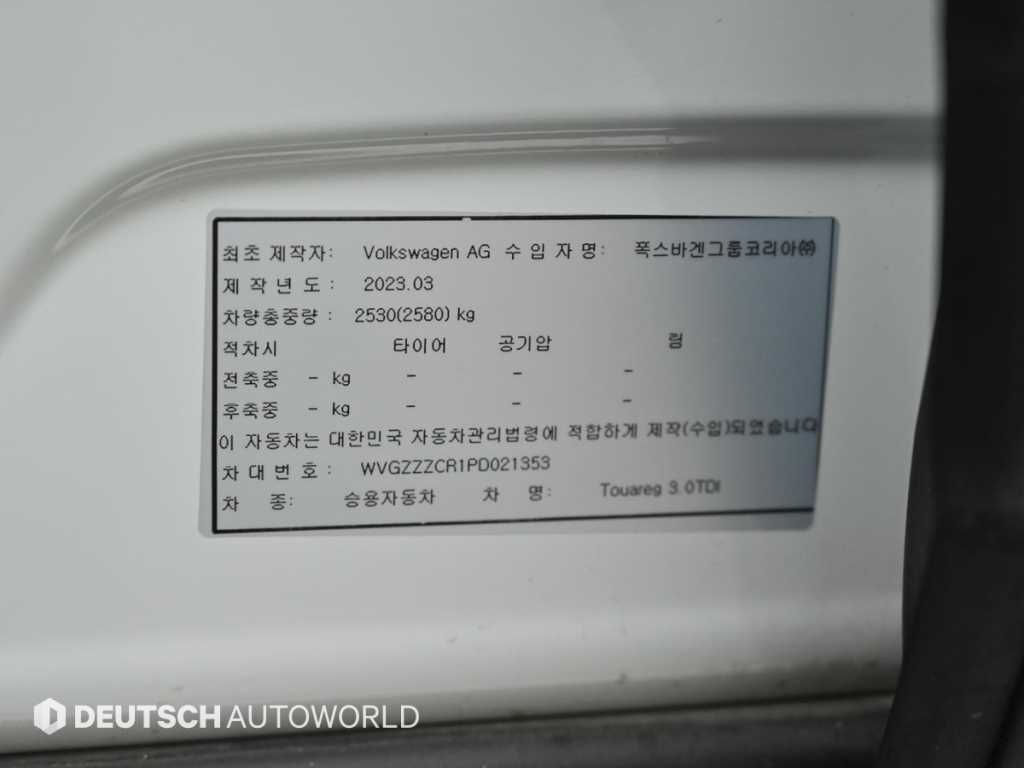 최초 제작자: Volkswagen AG 수 입 자 명: 폭스바겐그룹코리아㈜
제 작 년 도 : 2023.03
차량총중량 : 2530(2580) kg
적차시 타이어 공기압 림
전축중 - kg - - -
후축중 - kg - - -
이 자동차는 대한민국 자동차관리법령에 적합하게 제작(수입)되였습니다
차 대 번 호 : WVGZZZCR1PD021353
차 종: 승용자동차 차 명: Touareg 3.0TDI
DEUTSCH AUTOWORLD